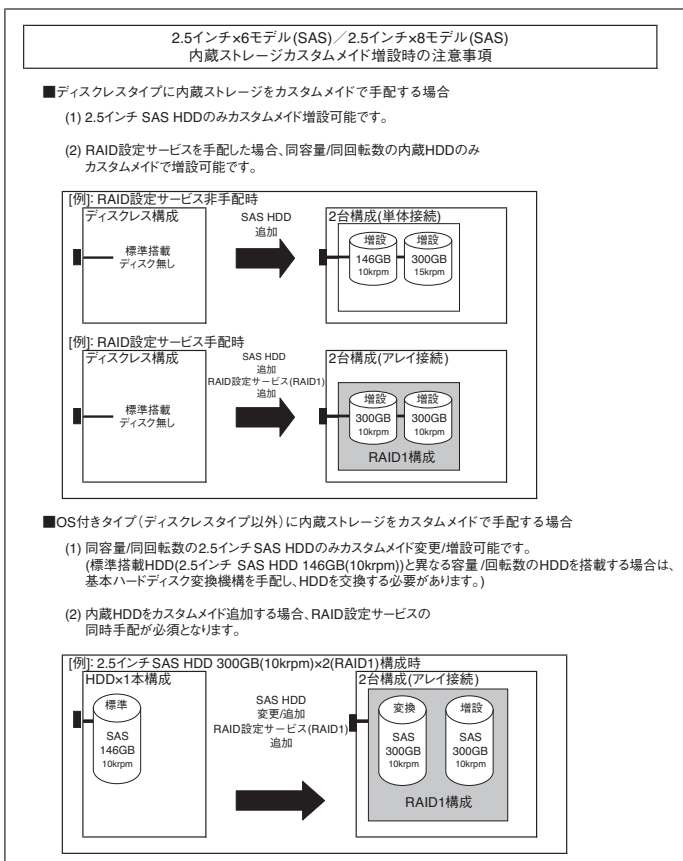 2.5インチ×6モデル(SAS)／2.5インチ×8モデル(SAS)
内蔵ストレージカスタムメイド増設時の注意事項
■ディスクレスタイプに内蔵ストレージをカスタムメイドで手配する場合
(1) 2.5インチ SAS HDDのみカスタムメイド増設可能です。
(2) RAID設定サービスを手配した場合、同容量/同回転数の内蔵HDDのみ
カスタムメイドで増設可能です。
[例]: RAID設定サービス非手配時
ディスクレス構成
標準搭載
ディスク無し
SAS HDD
追加
2台構成(単体接続)
増設
146GB
10krpm
増設
300GB
15krpm
[例]: RAID設定サービス手配時
ディスクレス構成
標準搭載
ディスク無し
SAS HDD
追加
RAID設定サービス(RAID1)
追加
2台構成(アレイ接続)
増設
300GB
10krpm
増設
300GB
10krpm
RAID1構成
■OS付きタイプ(ディスクレスタイプ以外)に内蔵ストレージをカスタムメイドで手配する場合
(1) 同容量/同回転数の2.5インチ SAS HDDのみカスタムメイド変更/増設可能です。
(標準搭載HDD(2.5インチ SAS HDD 146GB(10krpm))と異なる容量/回転数のHDDを搭載する場合は、
基本ハードディスク変換機構を手配し、HDDを交換する必要があります。)
(2) 内蔵HDDをカスタムメイド追加する場合、RAID設定サービスの
同時手配が必須となります。
[例]: 2.5インチ SAS HDD 300GB(10krpm)×2(RAID1)構成時
HDD×1本構成
標準
SAS
146GB
10krpm
SAS HDD
変更/追加
RAID設定サービス(RAID1)
追加
2台構成(アレイ接続)
変換
SAS
300GB
10krpm
増設
SAS
300GB
10krpm
RAID1構成